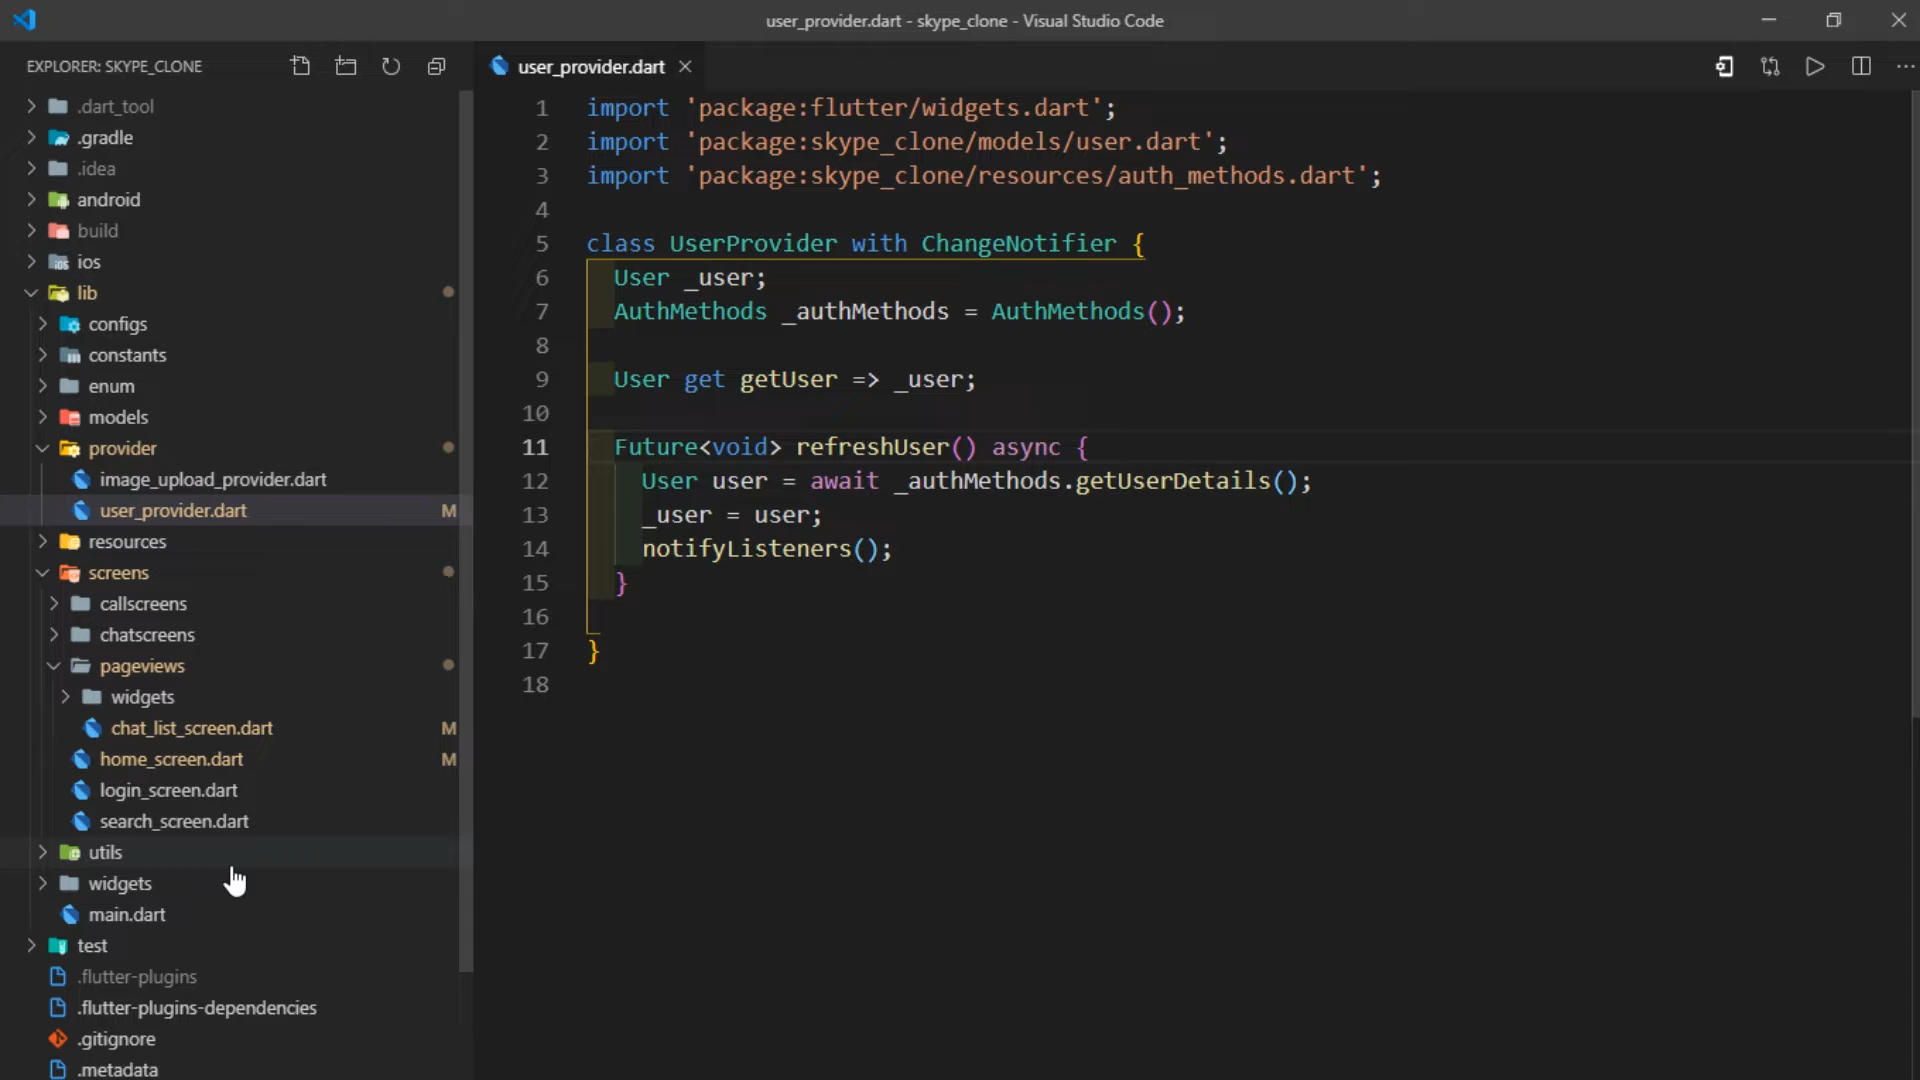 user_provider.dart - skype_clone - Visual Studio Code
EXPLORER: SKYPE_CLONE
.dart_tool
.gradle
.idea
android
build
ios
lib
configs
constants
enum
models
provider
image_upload_provider.dart
user_provider.dart M
resources
screens
callscreens
chatscreens
pageviews
widgets
chat_list_screen.dart M
home_screen.dart M
login_screen.dart
search_screen.dart
utils
widgets
main.dart
test
.flutter-plugins
.flutter-plugins-dependencies
.gitignore
.metadata
user_provider.dart
1 import 'package:flutter/widgets.dart';
2 import 'package:skype_clone/models/user.dart';
3 import 'package:skype_clone/resources/auth_methods.dart';
4
5 class UserProvider with ChangeNotifier {
6 User _user;
7 AuthMethods _authMethods = AuthMethods();
8
9 User get getUser => _user;
10
11 Future<void> refreshUser() async {
12 User user = await _authMethods.getUserDetails();
13 _user = user;
14 notifyListeners();
15 }
16
17 }
18